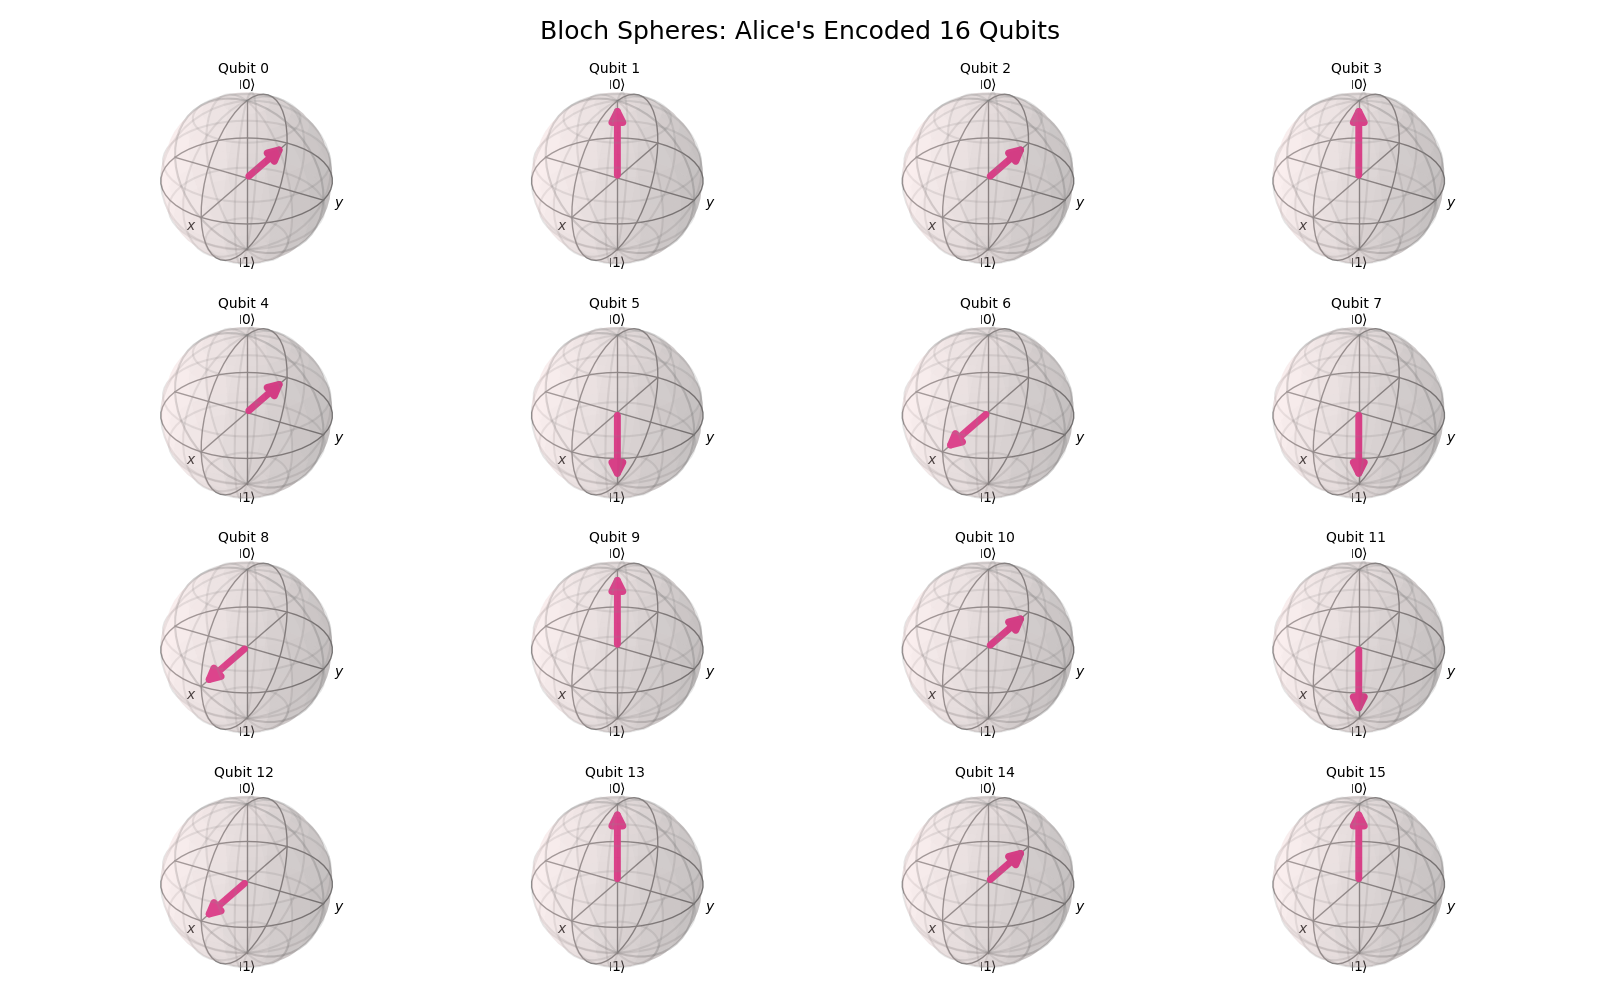 Bloch Spheres: Alice's Encoded 16 Qubits
Qubit 0
|0⟩
x
y
|1⟩
Qubit 1
|0⟩
x
y
|1⟩
Qubit 2
|0⟩
x
y
|1⟩
Qubit 3
|0⟩
x
y
|1⟩
Qubit 4
|0⟩
x
y
|1⟩
Qubit 5
|0⟩
x
y
|1⟩
Qubit 6
|0⟩
x
y
|1⟩
Qubit 7
|0⟩
x
y
|1⟩
Qubit 8
|0⟩
x
y
|1⟩
Qubit 9
|0⟩
x
y
|1⟩
Qubit 10
|0⟩
x
y
|1⟩
Qubit 11
|0⟩
x
y
|1⟩
Qubit 12
|0⟩
x
y
|1⟩
Qubit 13
|0⟩
x
y
|1⟩
Qubit 14
|0⟩
x
y
|1⟩
Qubit 15
|0⟩
x
y
|1⟩